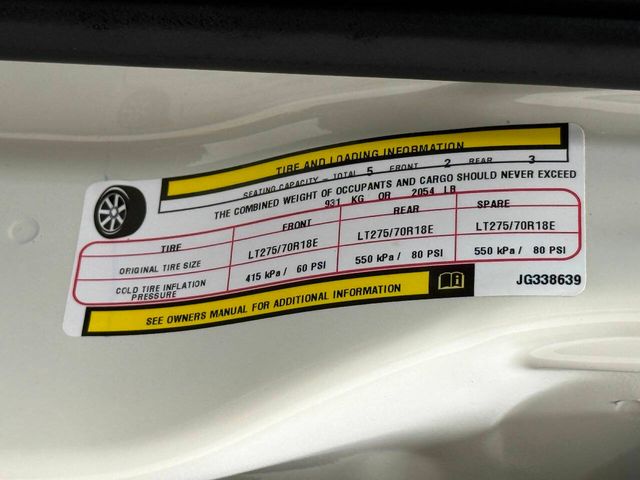 TIRE AND LOADING INFORMATION
SEATING CAPACITY - TOTAL 5 FRONT 2 REAR 3
THE COMBINED WEIGHT OF OCCUPANTS AND CARGO SHOULD NEVER EXCEED
931 KG OR 2054 LB
TIRE FRONT REAR SPARE
ORIGINAL TIRE SIZE LT275/70R18E LT275/70R18E LT275/70R18E
COLD TIRE INFLATION PRESSURE 415 kPa / 60 PSI 550 kPa / 80 PSI 550 kPa / 80 PSI
SEE OWNERS MANUAL FOR ADDITIONAL INFORMATION
JG338639